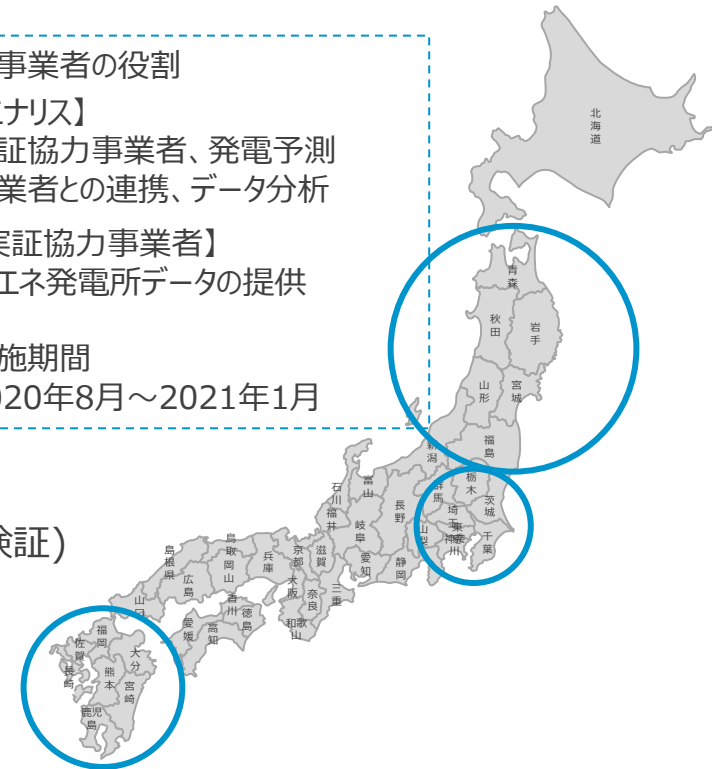 事業者の役割
エナリス】
証協力事業者、発電予測
業者との連携、データ分析
実証協力事業者】
エネ発電所データの提供
施期間
020年8月～2021年1月
検証)
北海道
青森
秋田
岩手
山形
宮城
福島
新潟
栃木
群馬
茨城
埼玉
東京
千葉
神奈川
山梨
長野
静岡
富山
石川
福井
岐阜
愛知
滋賀
京都
三重
奈良
大阪
和歌山
兵庫
鳥取
岡山
島根県
広島
山口
香川
徳島
愛媛
高知
福岡
佐賀
長崎
大分
熊本
宮崎
鹿児島